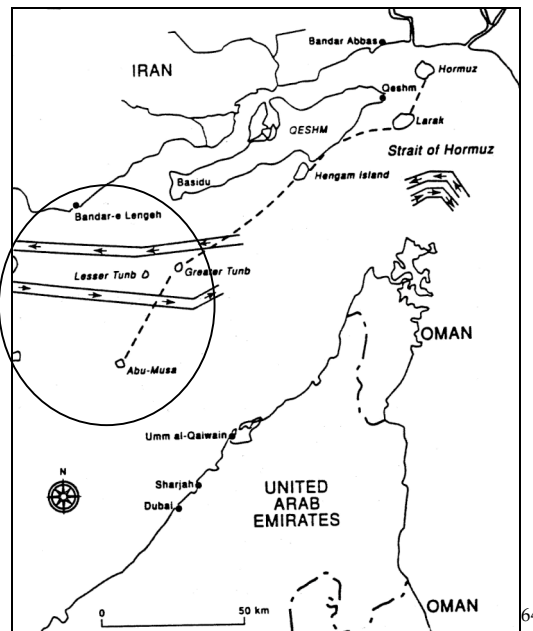 Bandar Abbas
IRAN
Hormuz
Qeshm
Larak
QESHM
Strait of Hormuz
Hengam Island
Basidu
Bandar-e Lengeh
Lesser Tunb
Greater Tunb
OMAN
Abu-Musa
Umm al-Qaiwain
N
Sharjah
Dubai
UNITED
ARAB
EMIRATES
0
50 km
OMAN
64